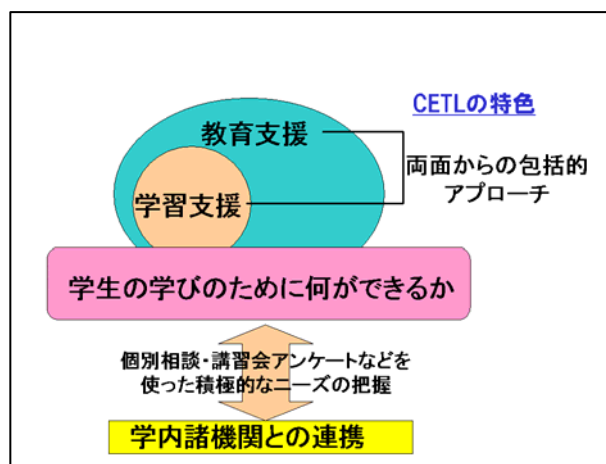 CETLの特色
教育支援
両面からの包括的
アプローチ
学習支援
学生の学びのために何ができるか
個別相談・講習会アンケートなどを
使った積極的なニーズの把握
学内諸機関との連携